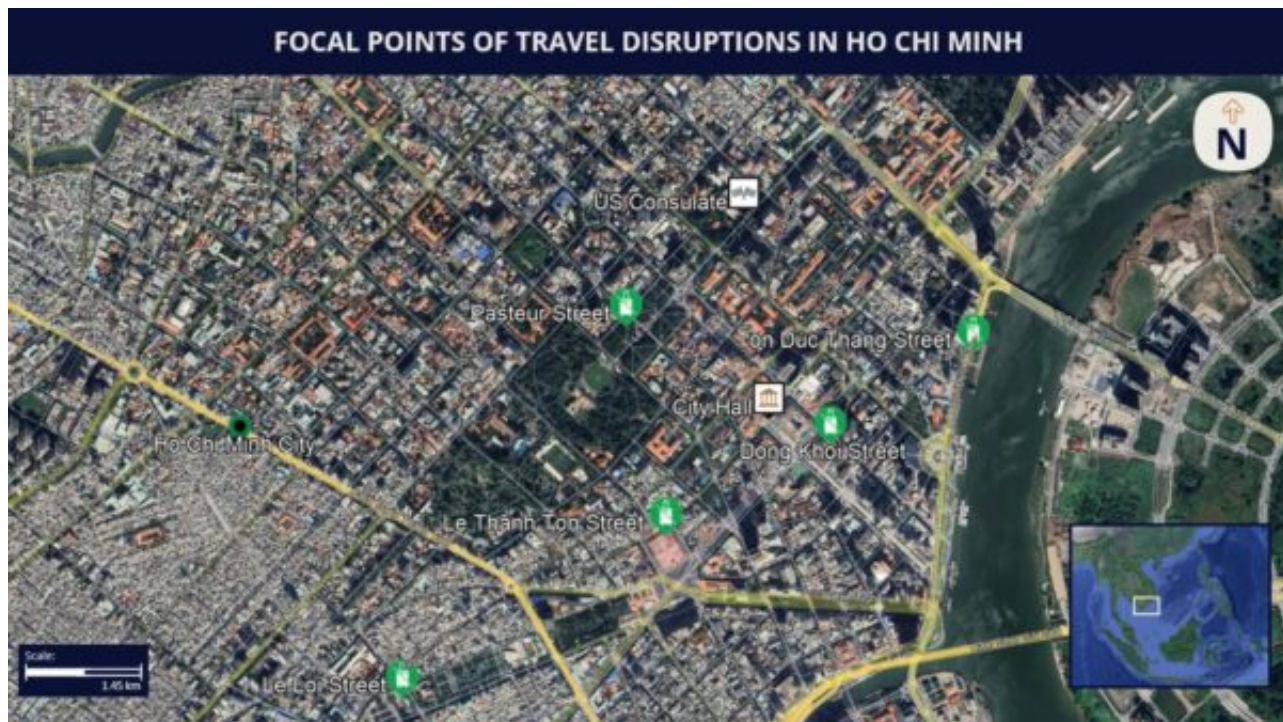 FOCAL POINTS OF TRAVEL DISRUPTIONS IN HO CHI MINH
N
US Consulate
Pasteur Street
on Duc Thang Street
City Hall
Dong Khoi Street
Ho Chi Minh City
Le Thanh Ton Street
Le Loi Street
Scale:
1.45 km